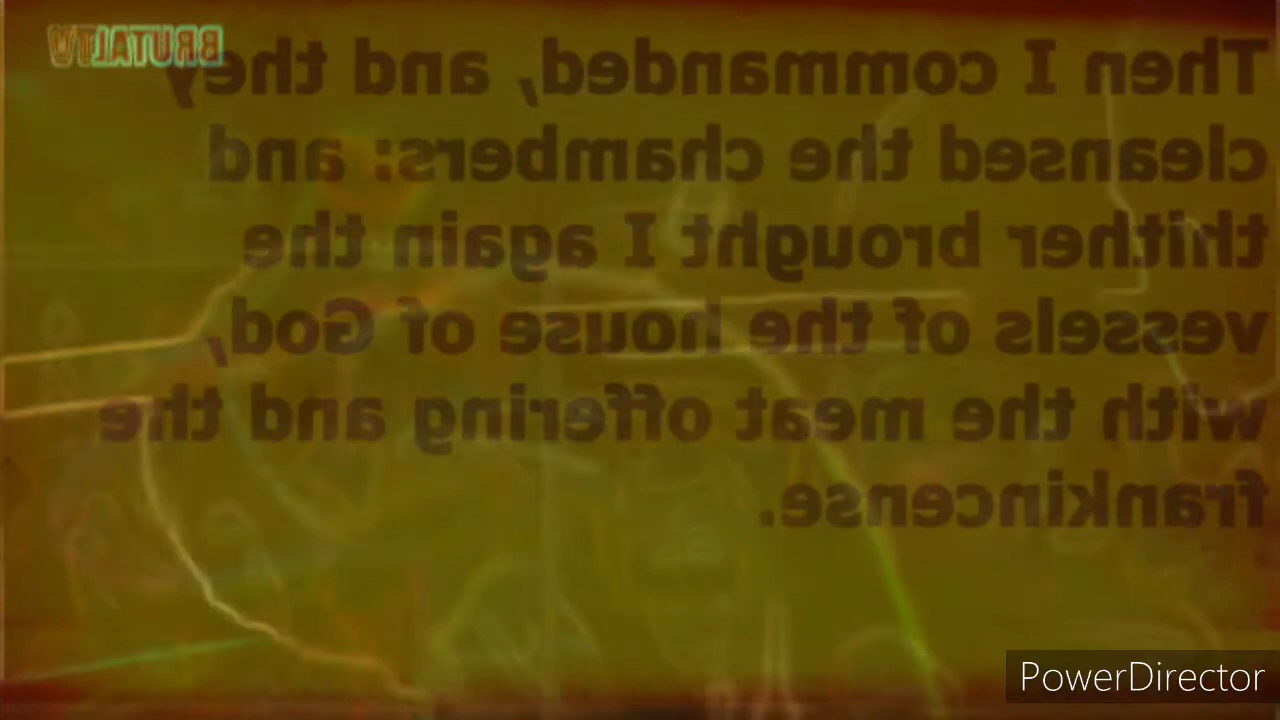 BRUTALTV
Then I commanded, and they
cleansed the chambers: and
thither brought I again the
vessels of the house of God,
with the meat offering and the
frankincense.
PowerDirector